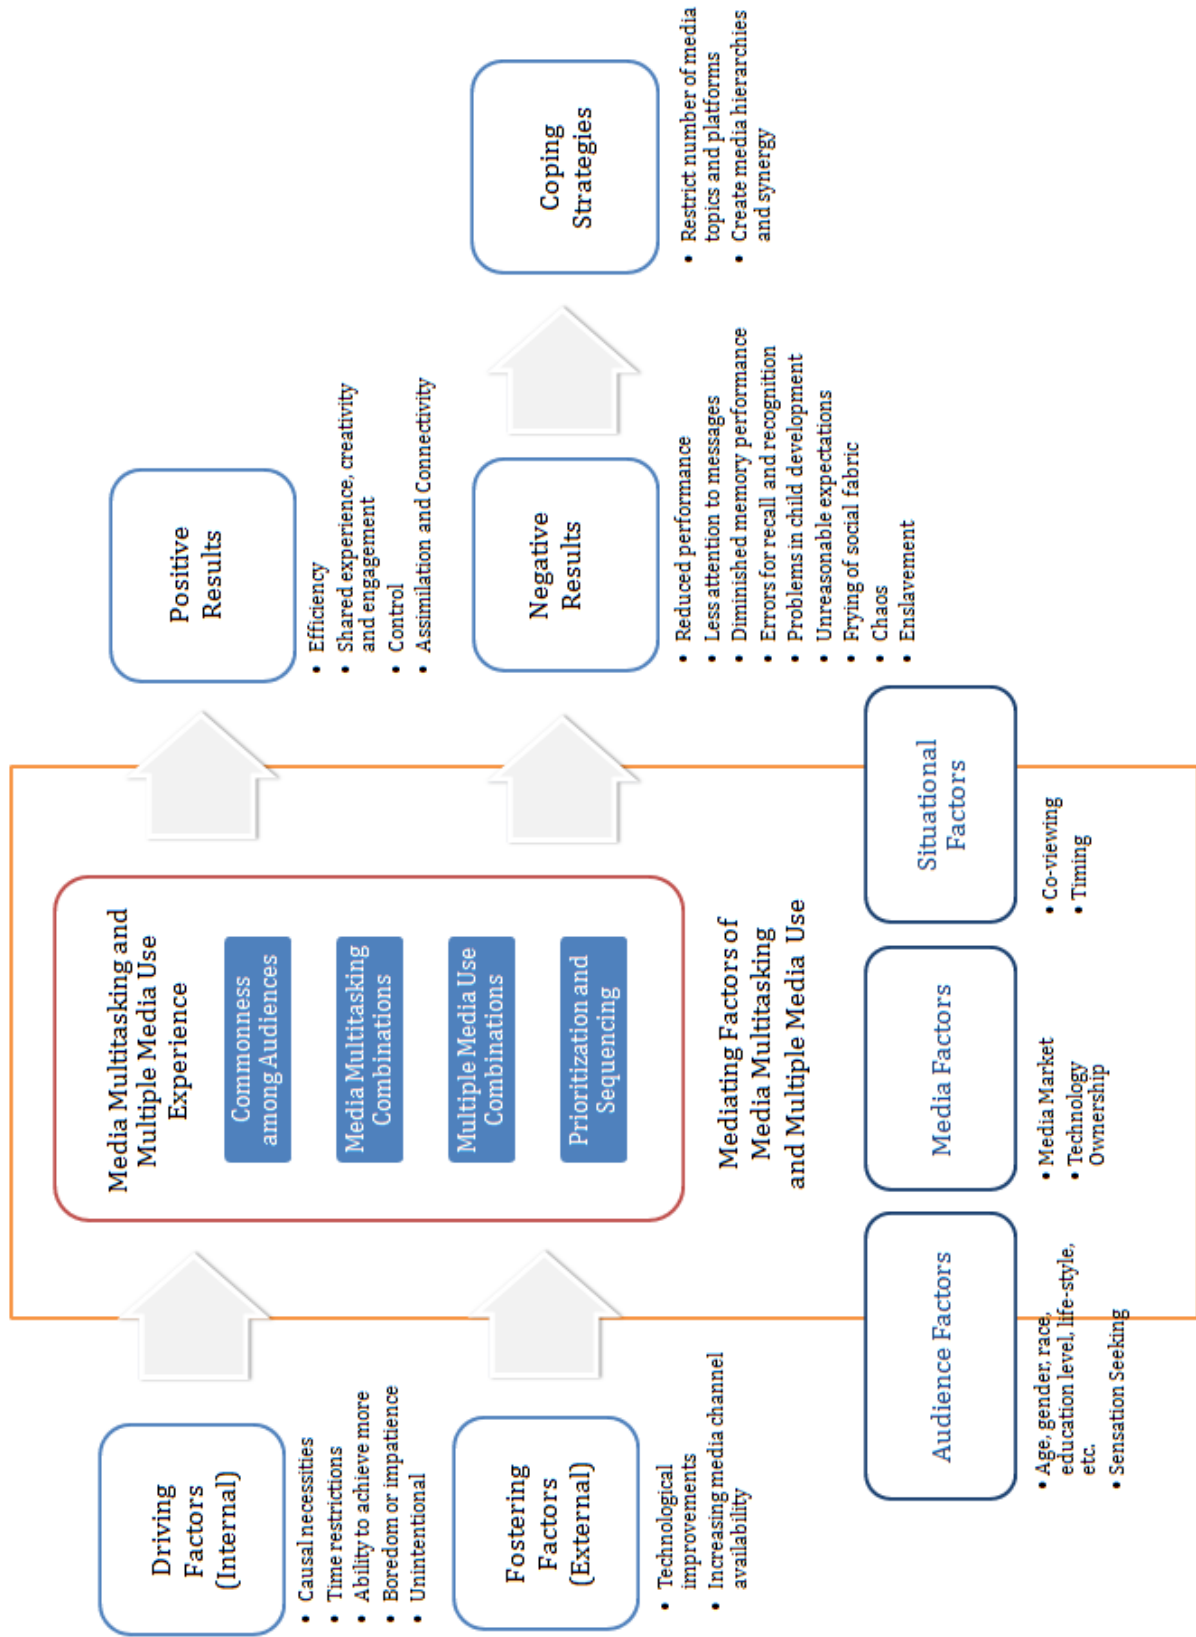 Driving
Factors
(Internal)
• Causal necessities
• Time restrictions
• Ability to achieve more
• Boredom or impatience
• Unintentional
Fostering
Factors
(External)
• Technological
improvements
• Increasing media channel
availability
Media Multitasking and
Multiple Media Use
Experience
Commonness
among Audiences
Media Multitasking
Combinations
Multiple Media Use
Combinations
Prioritization and
Sequencing
Mediating Factors of
Media Multitasking
and Multiple Media Use
Audience Factors
• Age, gender, race,
education level, life-style,
etc.
• Sensation Seeking
Media Factors
• Media Market
• Technology
Ownership
Situational
Factors
• Co-viewing
• Timing
Positive
Results
• Efficiency
• Shared experience, creativity
and engagement
• Control
• Assimilation and Connectivity
Negative
Results
• Reduced performance
• Less attention to messages
• Diminished memory performance
• Errors for recall and recognition
• Problems in child development
• Unreasonable expectations
• Frying of social fabric
• Chaos
• Enslavement
Coping
Strategies
• Restrict number of media
topics and platforms
• Create media hierarchies
and synergy